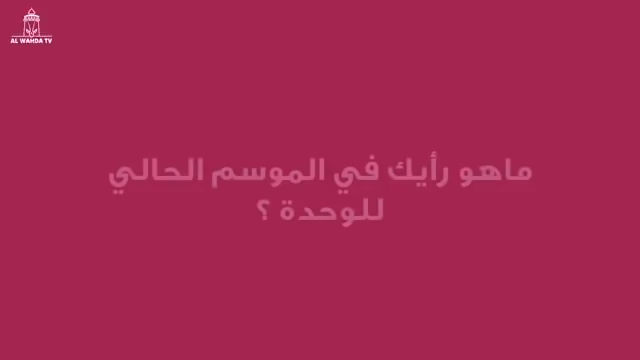 AL WAHDA TV
ماهو رأيك في الموسم الحالي
للوحدة ؟